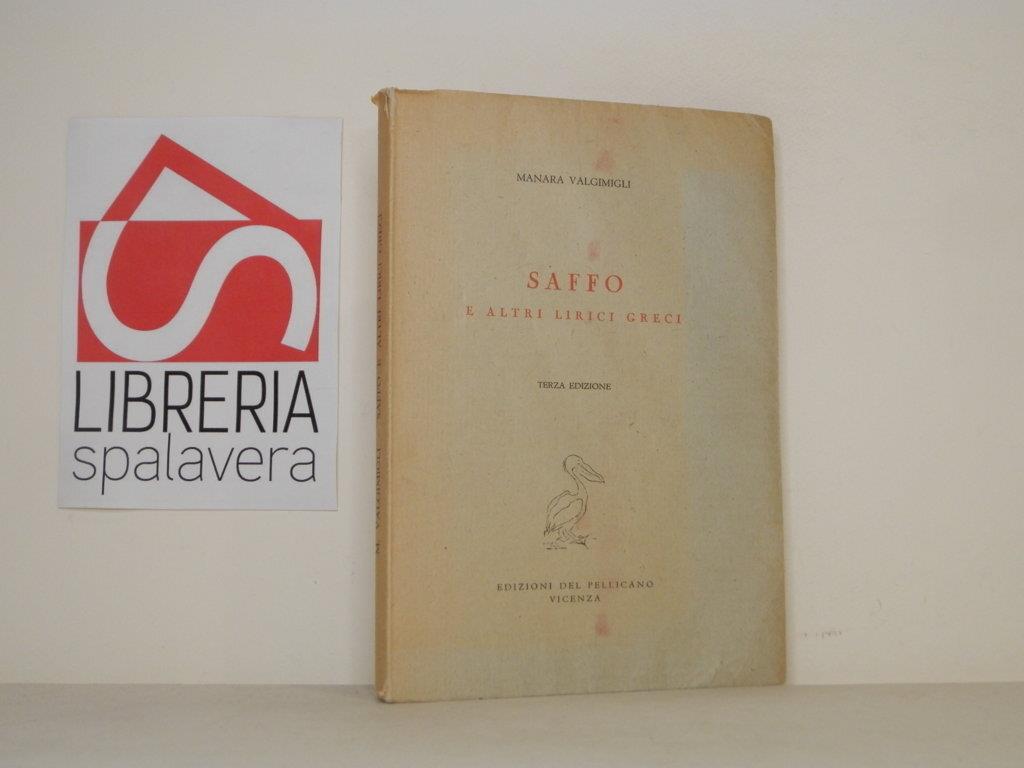 LIBRERIA
spalavera
M. VALGIMIGLI SAFFO E ALTRI LIRICI GRECI
MANARA VALGIMIGLI
SAFFO
E ALTRI LIRICI GRECI
TERZA EDIZIONE
EDIZIONI DEL PELLICANO
VICENZA